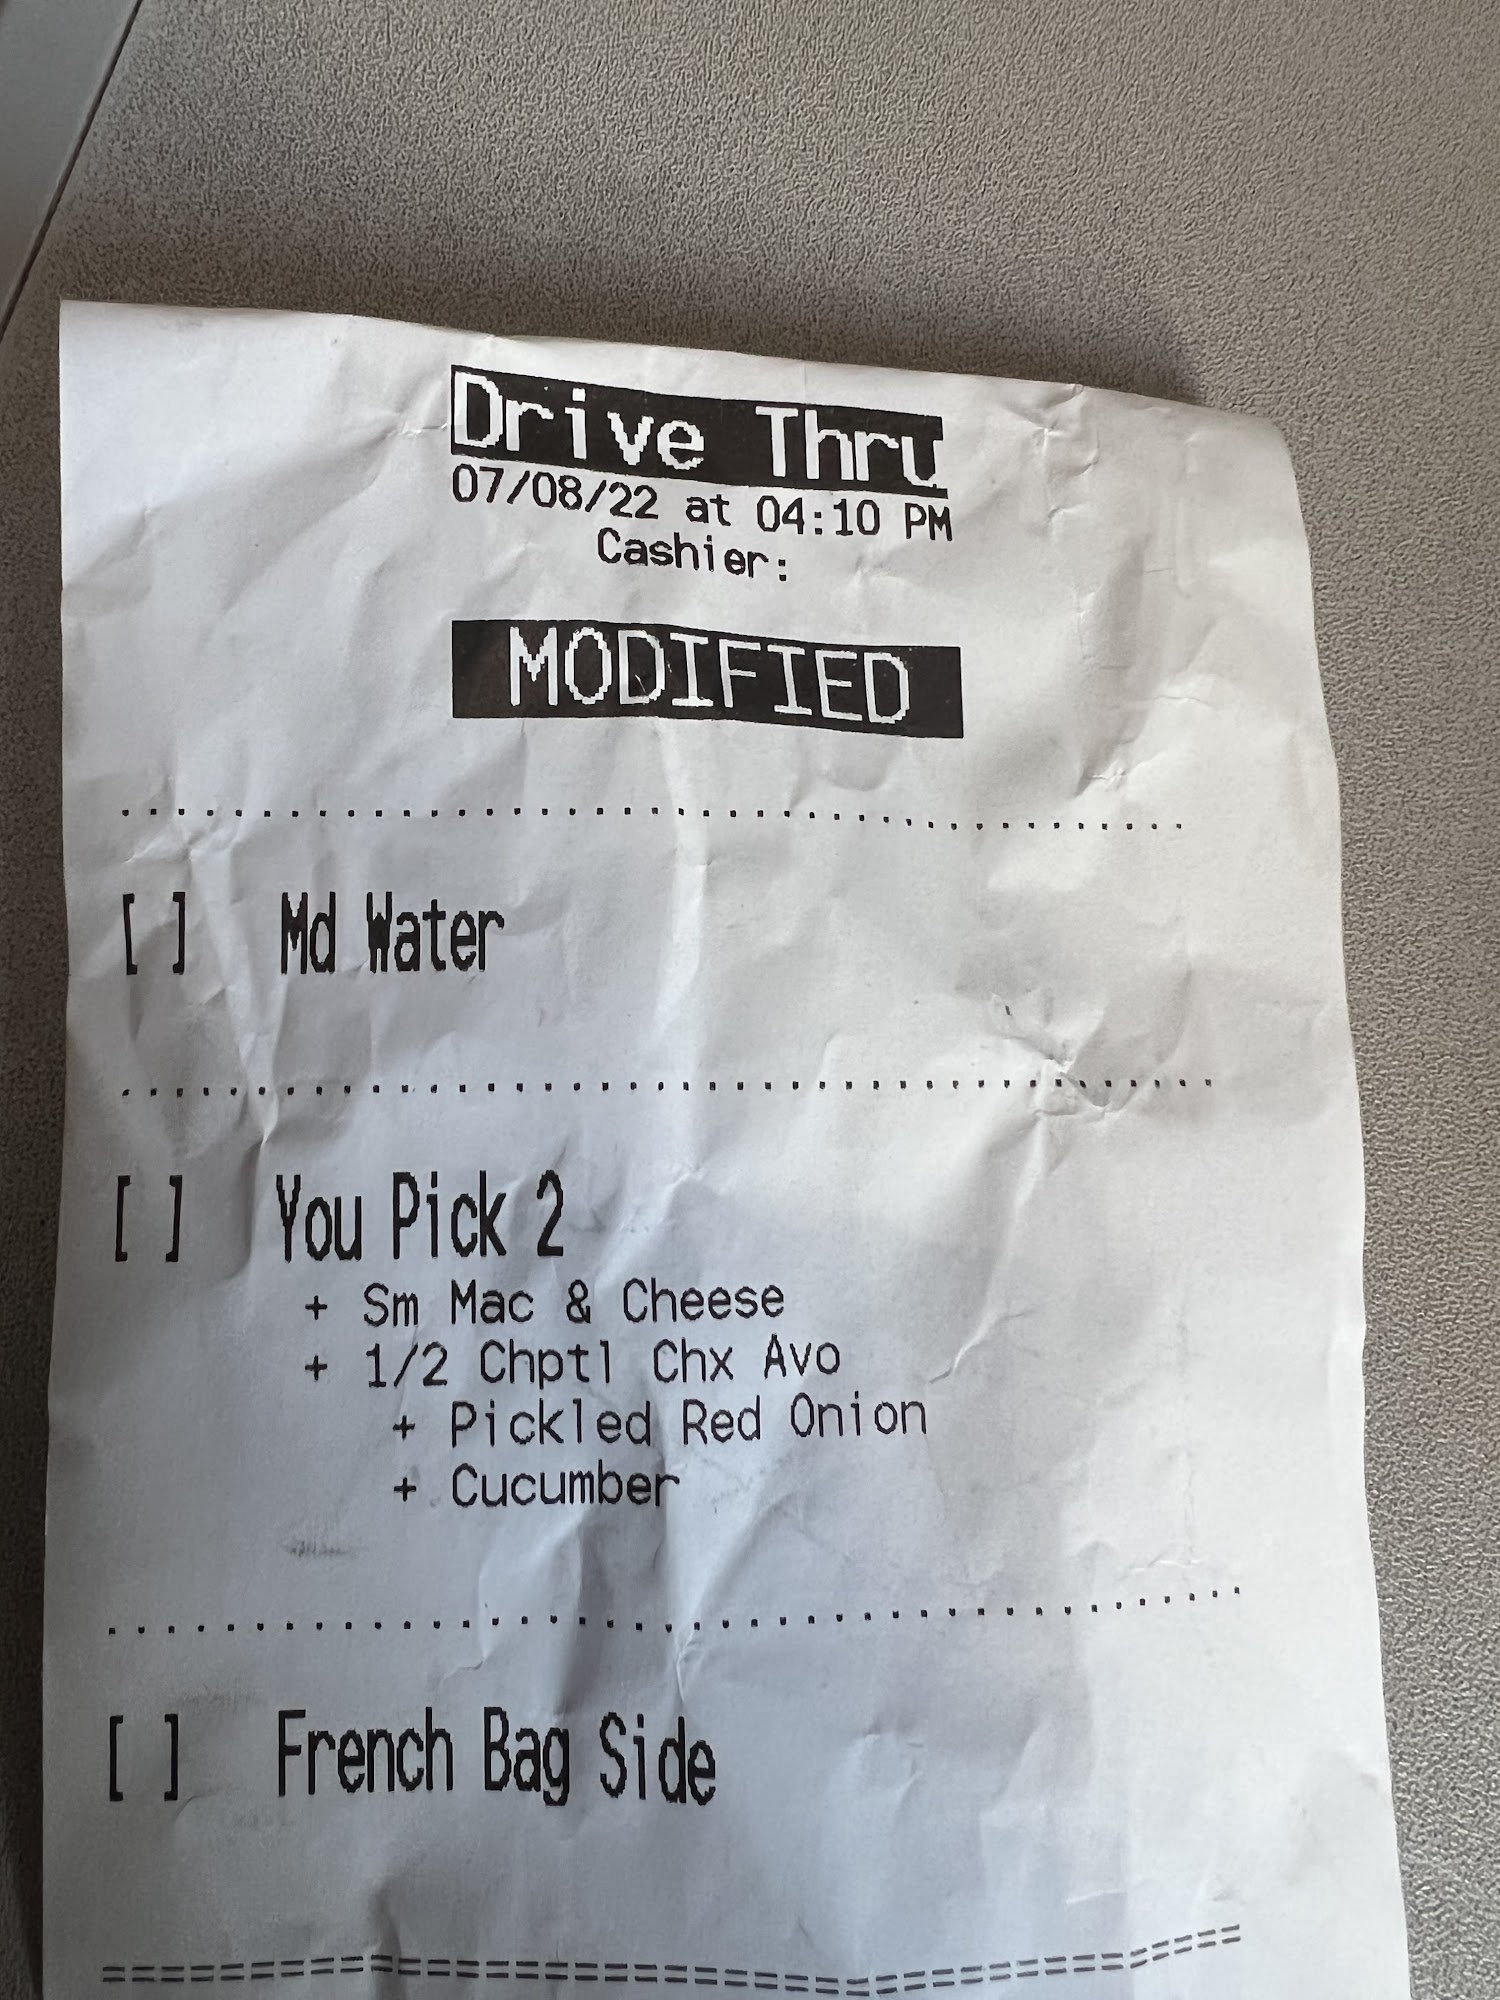 Drive Thru
07/08/22 at 04:10 PM
Cashier:
MODIFIED
[ ] Md Water
[ ] You Pick 2
+ Sm Mac & Cheese
+ 1/2 Chptl Chx Avo
+ Pickled Red Onion
+ Cucumber
[ ] French Bag Side